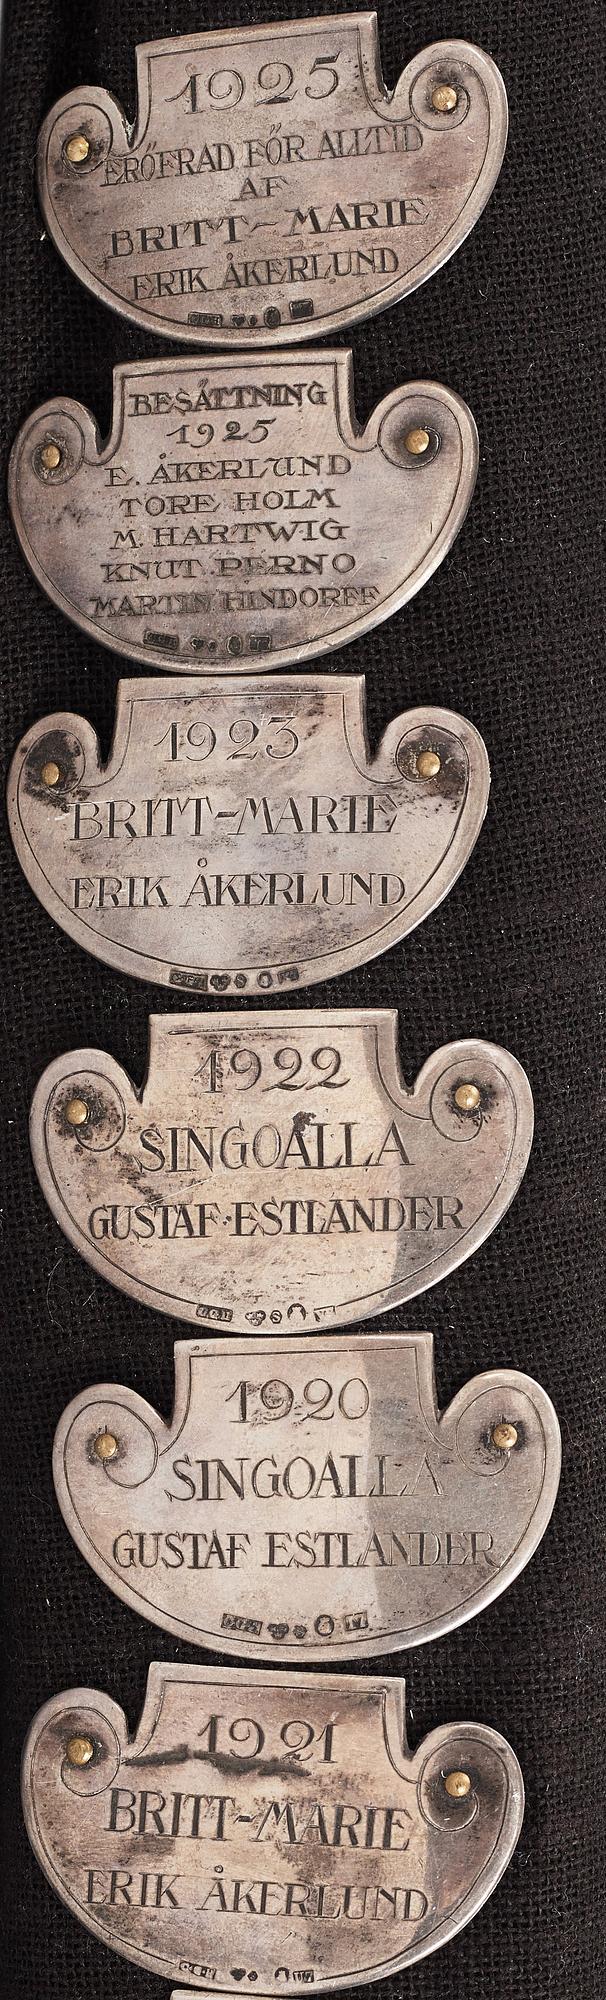 1925
ERÖFRAD FÖR ALLTID
AF
BRITT-MARIE
ERIK ÅKERLUND
BESÄTTNING
1925
E. ÅKERLUND
TORE HOLM
M. HARTWIG
KNUT PERNO
MARTIN HINDORFF
1923
BRITT-MARIE
ERIK ÅKERLUND
1922
SINGOALLA
GUSTAF ESTLANDER
1920
SINGOALLA
GUSTAF ESTLANDER
1921
BRITT-MARIE
ERIK ÅKERLUND